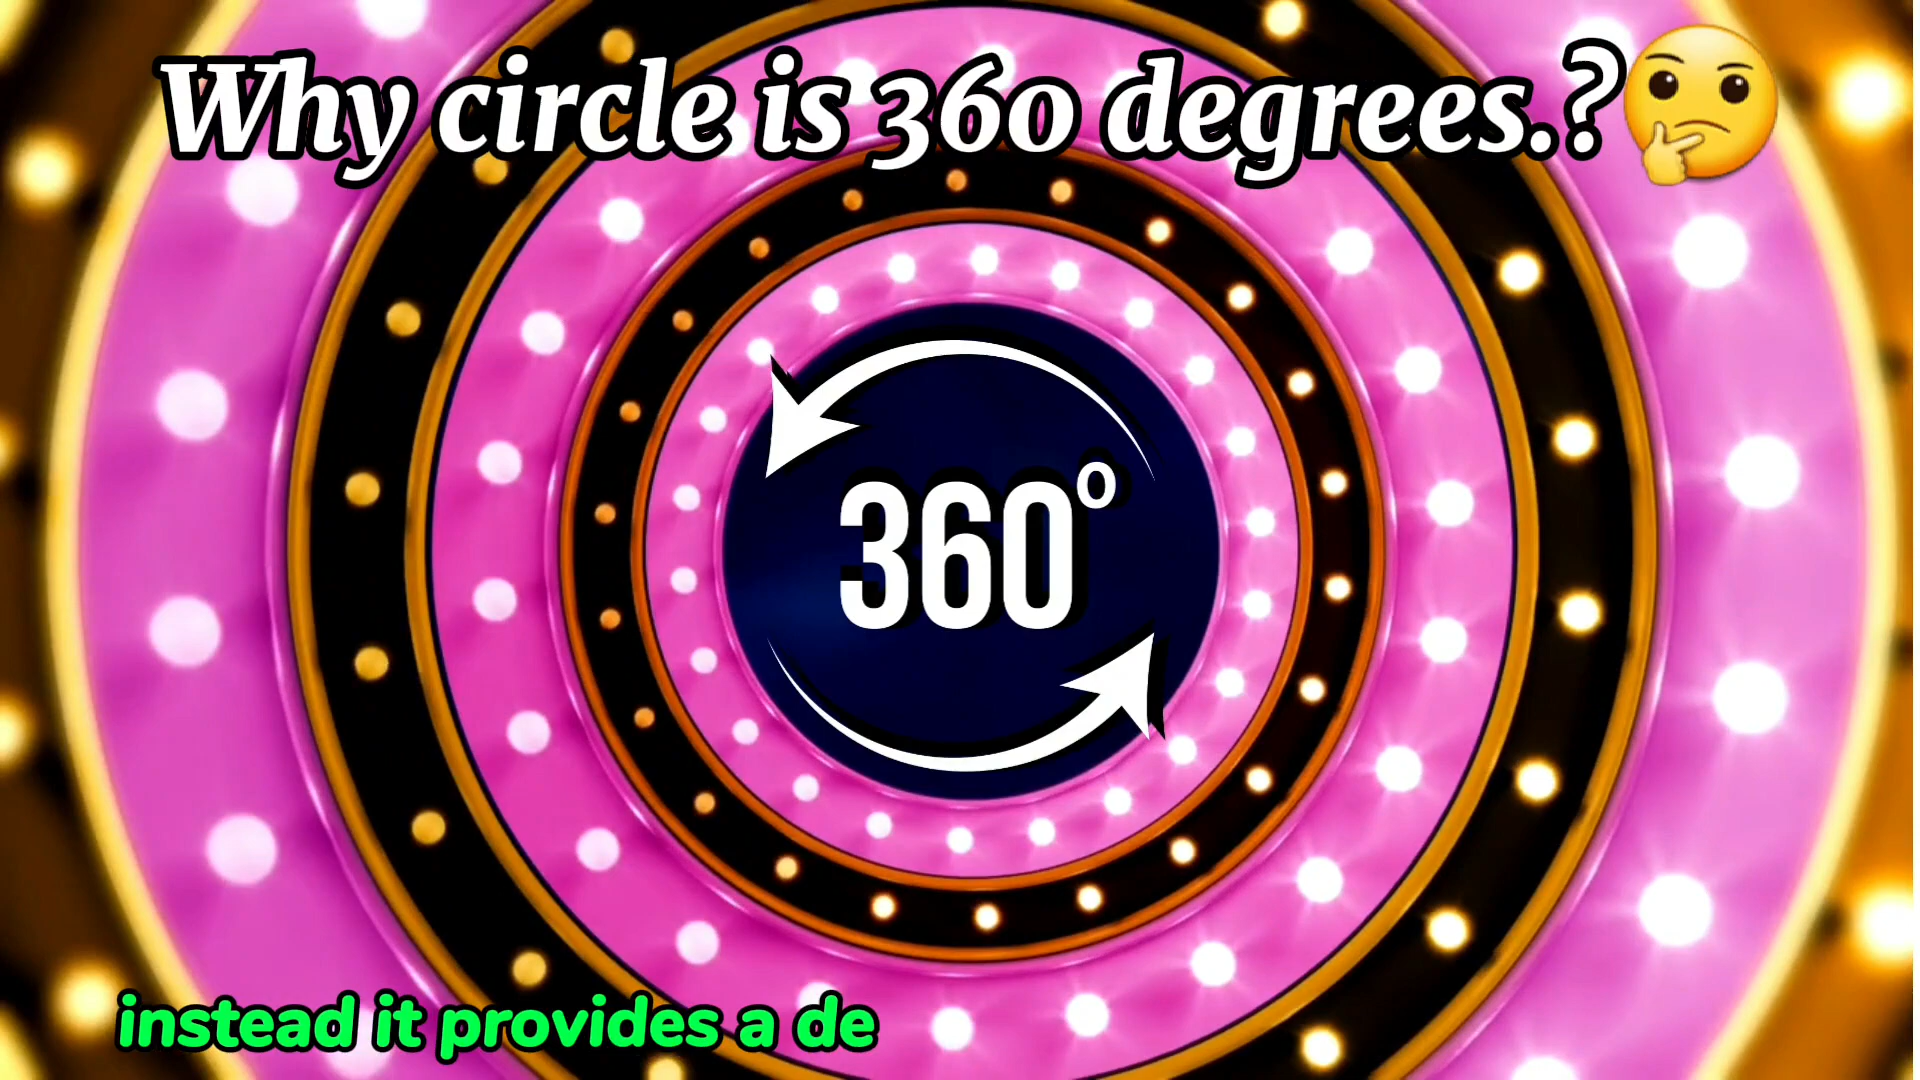 Why circle is 360 degrees.?🤔
360°
instead it provides a de